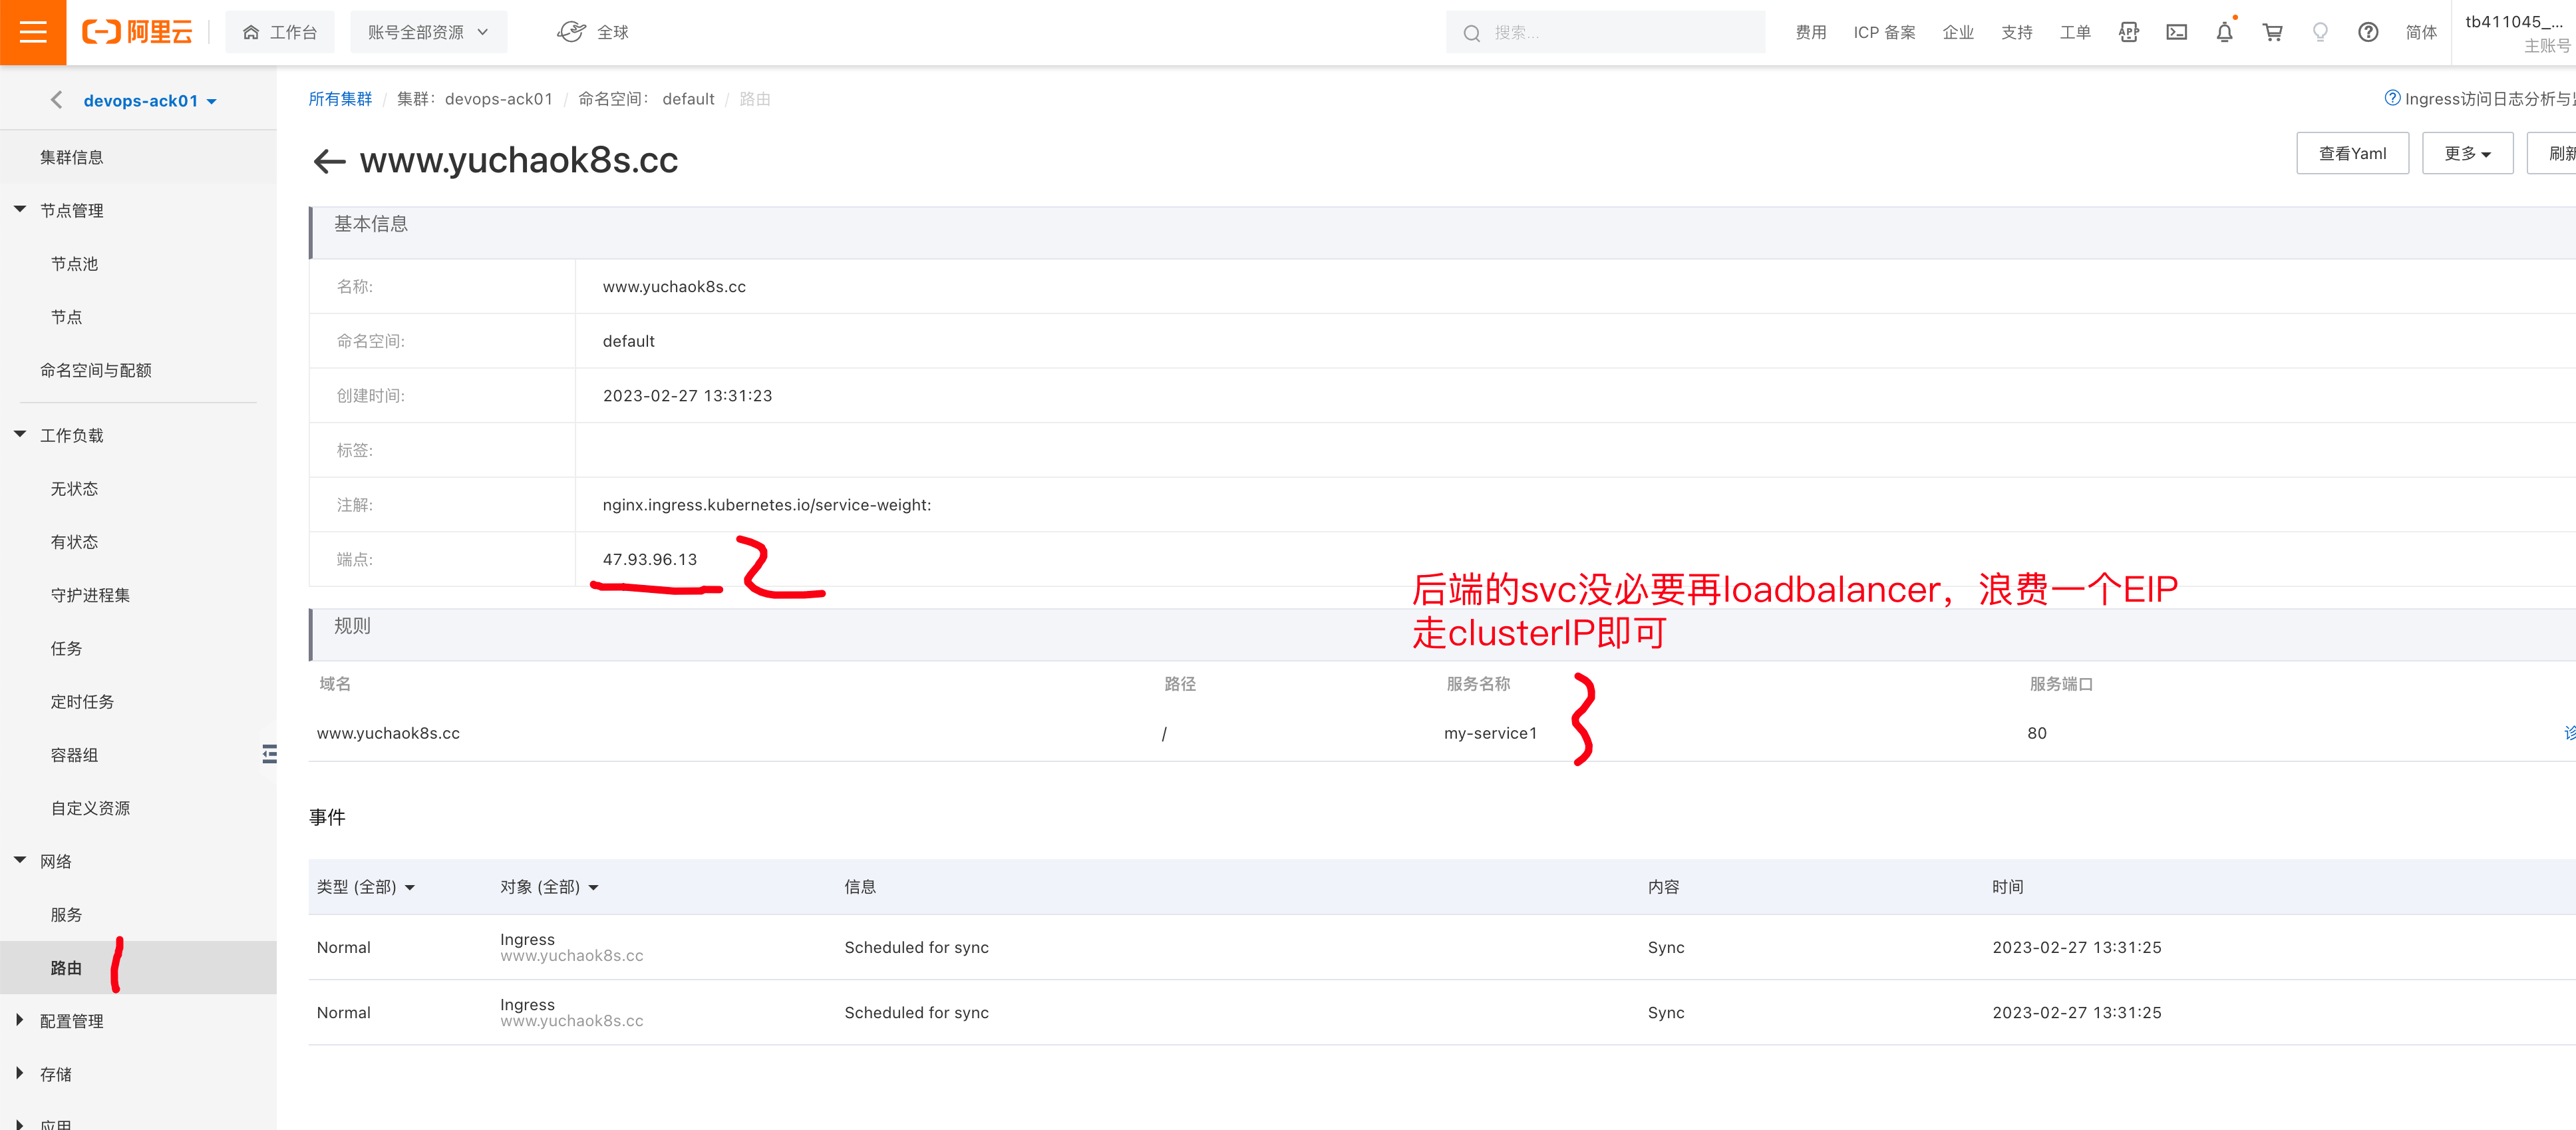 阿里云
工作台
账号全部资源
全球
搜索...
费用
ICP 备案
企业
支持
工单
APP
简体
tb411045_...
主账号
devops-ack01
集群信息
节点管理
节点池
节点
命名空间与配额
工作负载
无状态
有状态
守护进程集
任务
定时任务
容器组
自定义资源
网络
服务
路由
配置管理
存储
应用
所有集群 / 集群：devops-ack01 / 命名空间： default / 路由
Ingress访问日志分析与
www.yuchaok8s.cc
查看Yaml
更多
刷新
基本信息
名称: www.yuchaok8s.cc
命名空间: default
创建时间: 2023-02-27 13:31:23
标签:
注解: nginx.ingress.kubernetes.io/service-weight:
端点: 47.93.96.13
2
后端的svc没必要再loadbalancer，浪费一个EIP
走clusterIP即可
规则
域名 路径 服务名称 服务端口
www.yuchaok8s.cc / my-service1 80
事件
类型 (全部) 对象 (全部) 信息 内容 时间
Normal Ingress Scheduled for sync Sync 2023-02-27 13:31:25
www.yuchaok8s.cc
Normal Ingress Scheduled for sync Sync 2023-02-27 13:31:25
www.yuchaok8s.cc